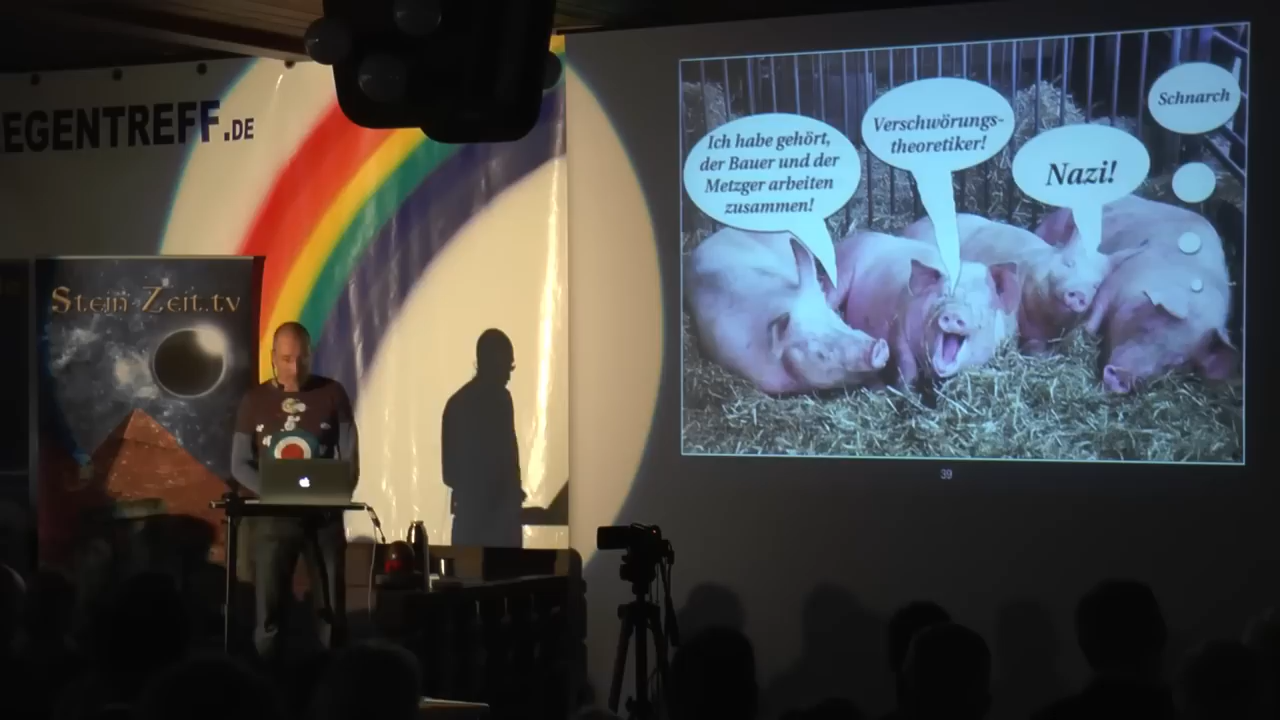 EGENTREFF.DE
Stein-Zeit.tv
Ich habe gehört,
der Bauer und der
Metzger arbeiten
zusammen!
Verschwörungs-
theoretiker!
Nazi!
Schnarch
39